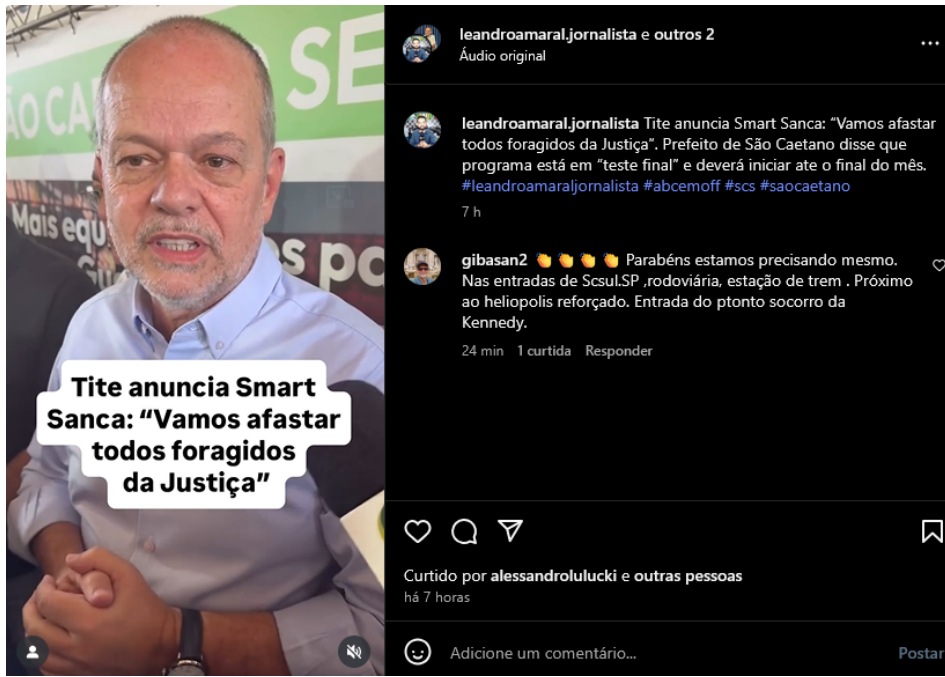 ÃO CA
O SE
Mais equ
s pa
Gu
Tite anuncia Smart
Sanca: “Vamos afastar
todos foragidos
da Justiça”
leandroamaral.jornalista e outros 2
Áudio original
leandroamaral.jornalista Tite anuncia Smart Sanca: “Vamos afastar
todos foragidos da Justiça”. Prefeito de São Caetano disse que
programa está em “teste final” e deverá iniciar ate o final do mês.
#leandroamaraljornalista #abcemoff #scs #saocaetano
7 h
gibasan2 👏👏👏👏 Parabéns estamos precisando mesmo.
Nas entradas de Scsul.SP ,rodoviária, estação de trem . Próximo
ao heliopolis reforçado. Entrada do ptonto socorro da
Kennedy.
24 min 1 curtida Responder
Curtido por alessandrolulucki e outras pessoas
há 7 horas
Adicione um comentário...
Postar